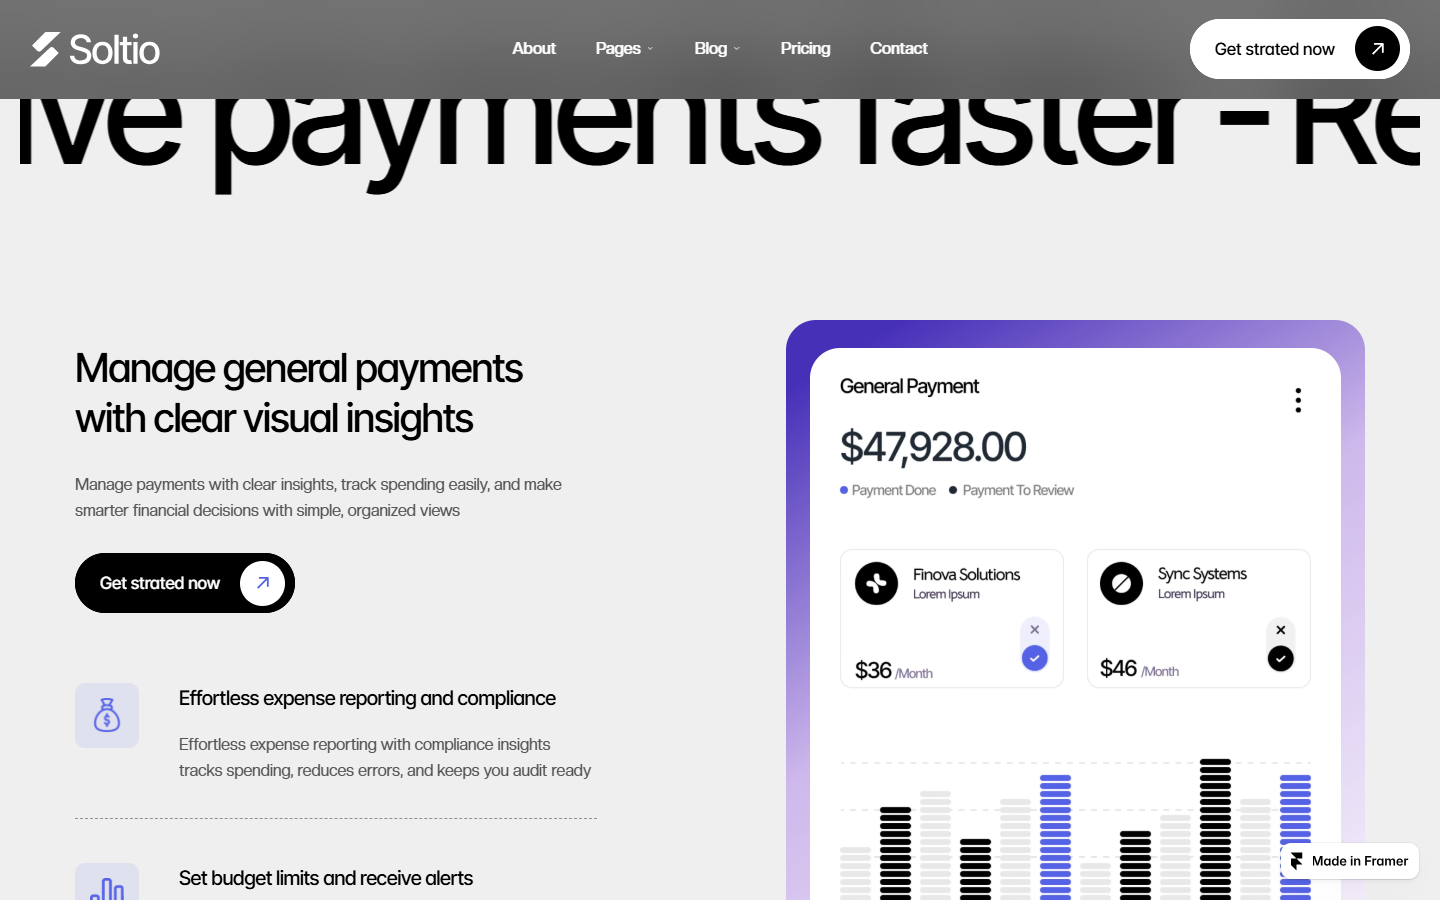 Soltio
About
Pages
Blog
Pricing
Contact
Get strated now
ive payments faster - Re
Manage general payments
with clear visual insights
Manage payments with clear insights, track spending easily, and make
smarter financial decisions with simple, organized views
Get strated now
Effortless expense reporting and compliance
Effortless expense reporting with compliance insights
tracks spending, reduces errors, and keeps you audit ready
Set budget limits and receive alerts
General Payment
$47,928.00
Payment Done
Payment To Review
Finova Solutions
Lorem Ipsum
$36 /Month
Sync Systems
Lorem Ipsum
$46 /Month
Made in Framer